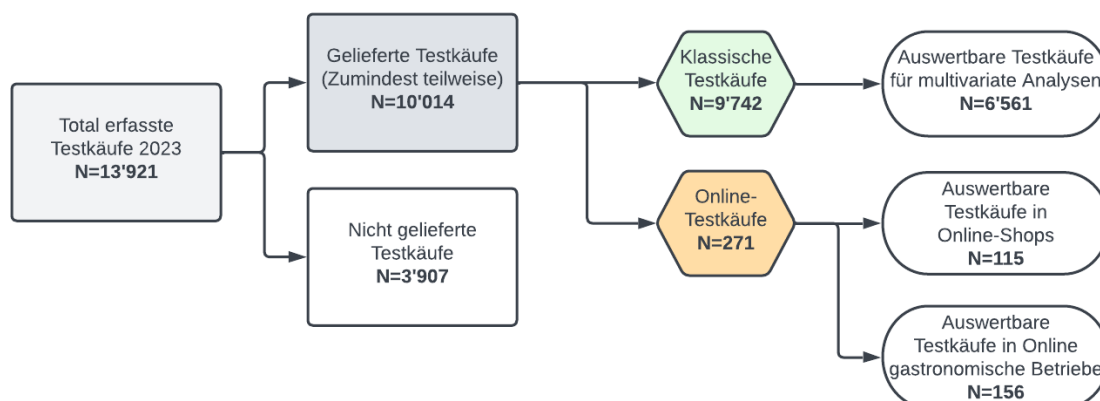 Total erfasste
Testkäufe 2023
N=13'921
Gelieferte Testkäufe
(Zumindest teilweise)
N=10'014
Nicht gelieferte
Testkäufe
N=3'907
Klassische
Testkäufe
N=9'742
Online-
Testkäufe
N=271
Auswertbare Testkäufe
für multivariate Analysen
N=6'561
Auswertbare
Testkäufe in
Online-Shops
N=115
Auswertbare
Testkäufe in Online
gastronomische Betriebe
N=156